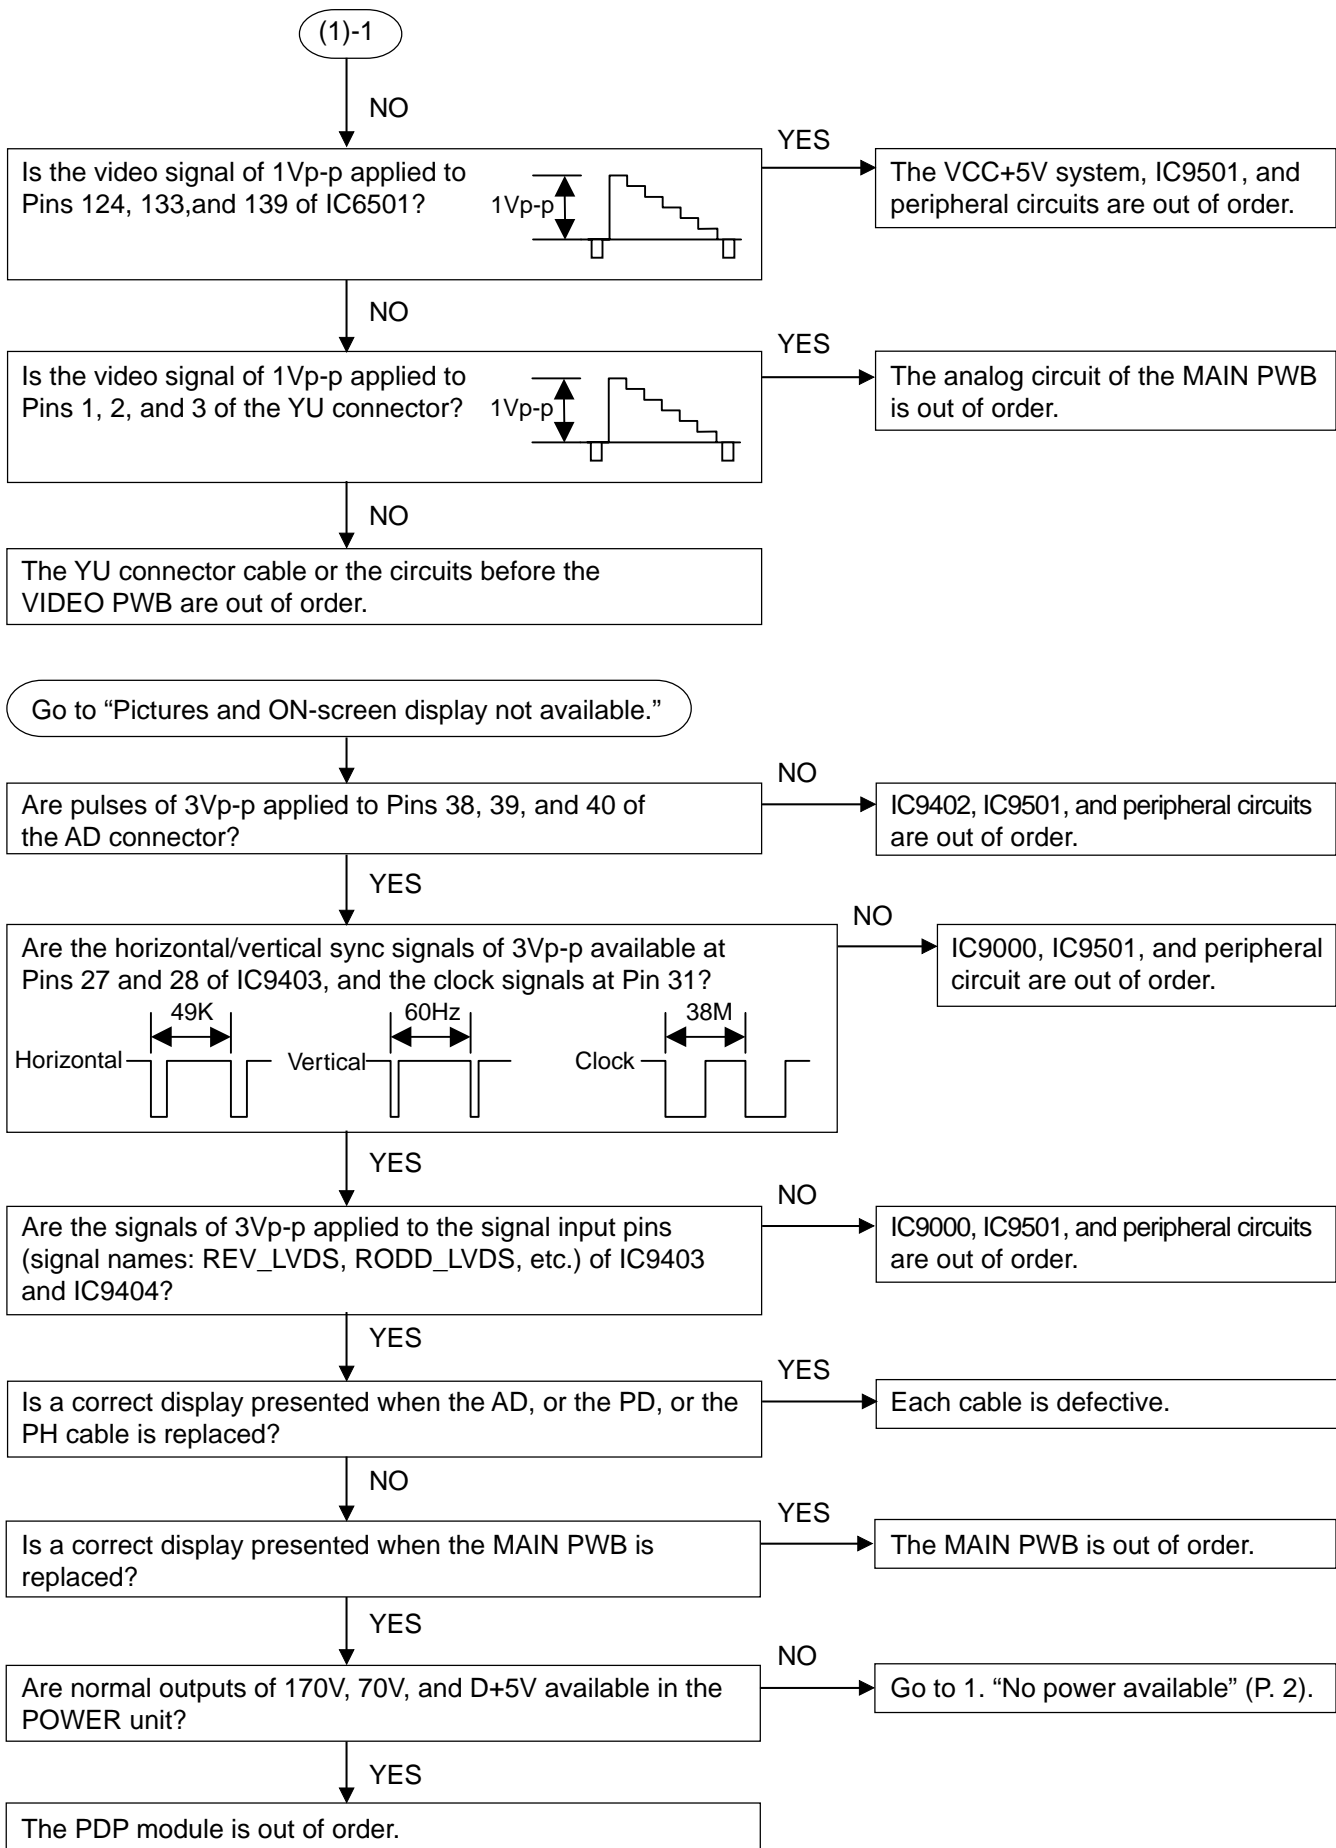 (1)-1
NO
Is the video signal of 1Vp-p applied to
Pins 124, 133,and 139 of IC6501?
1Vp-p
YES
The VCC+5V system, IC9501, and
peripheral circuits are out of order.
NO
Is the video signal of 1Vp-p applied to
Pins 1, 2, and 3 of the YU connector?
1Vp-p
YES
The analog circuit of the MAIN PWB
is out of order.
NO
The YU connector cable or the circuits before the
VIDEO PWB are out of order.
Go to “Pictures and ON-screen display not available.”
Are pulses of 3Vp-p applied to Pins 38, 39, and 40 of
the AD connector?
NO
IC9402, IC9501, and peripheral circuits
are out of order.
YES
Are the horizontal/vertical sync signals of 3Vp-p available at
Pins 27 and 28 of IC9403, and the clock signals at Pin 31?
49K
60Hz
38M
Horizontal
Vertical
Clock
NO
IC9000, IC9501, and peripheral
circuit are out of order.
YES
Are the signals of 3Vp-p applied to the signal input pins
(signal names: REV_LVDS, RODD_LVDS, etc.) of IC9403
and IC9404?
NO
IC9000, IC9501, and peripheral circuits
are out of order.
YES
Is a correct display presented when the AD, or the PD, or the
PH cable is replaced?
YES
Each cable is defective.
NO
Is a correct display presented when the MAIN PWB is
replaced?
YES
The MAIN PWB is out of order.
YES
Are normal outputs of 170V, 70V, and D+5V available in the
POWER unit?
NO
Go to 1. “No power available” (P. 2).
YES
The PDP module is out of order.